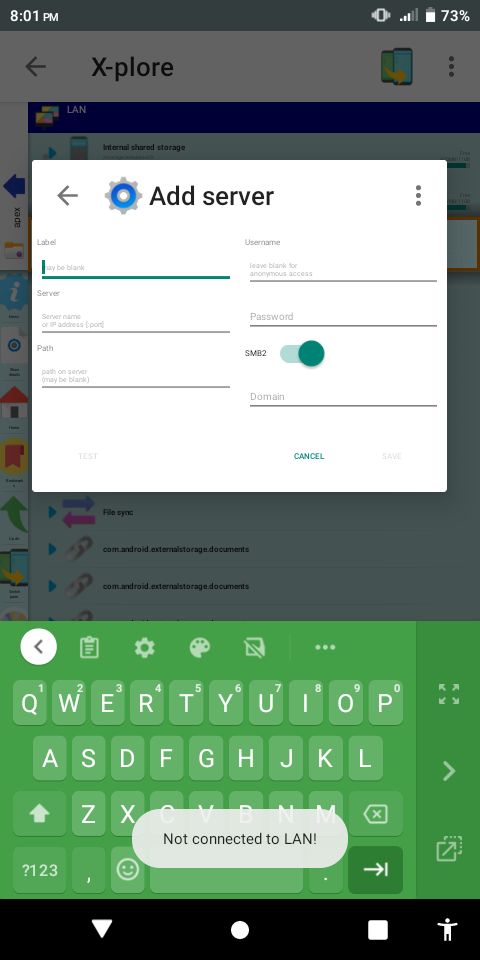 8:01 PM
73%
X-plore
LAN
Internal shared storage
apex
Add server
Label
may be blank
Username
leave blank for
anonymous access
Server
Server name
or IP address [:port]
Password
Path
path on server
(may be blank)
SMB2
Domain
TEST
CANCEL
SAVE
File sync
com.android.externalstorage.documents
com.android.externalstorage.documents
Q1 W2 E3 R4 T5 Y6 U7 I8 O9 P0
A S D F G H J K L
Z X C V B N M
Not connected to LAN!
?123 , .